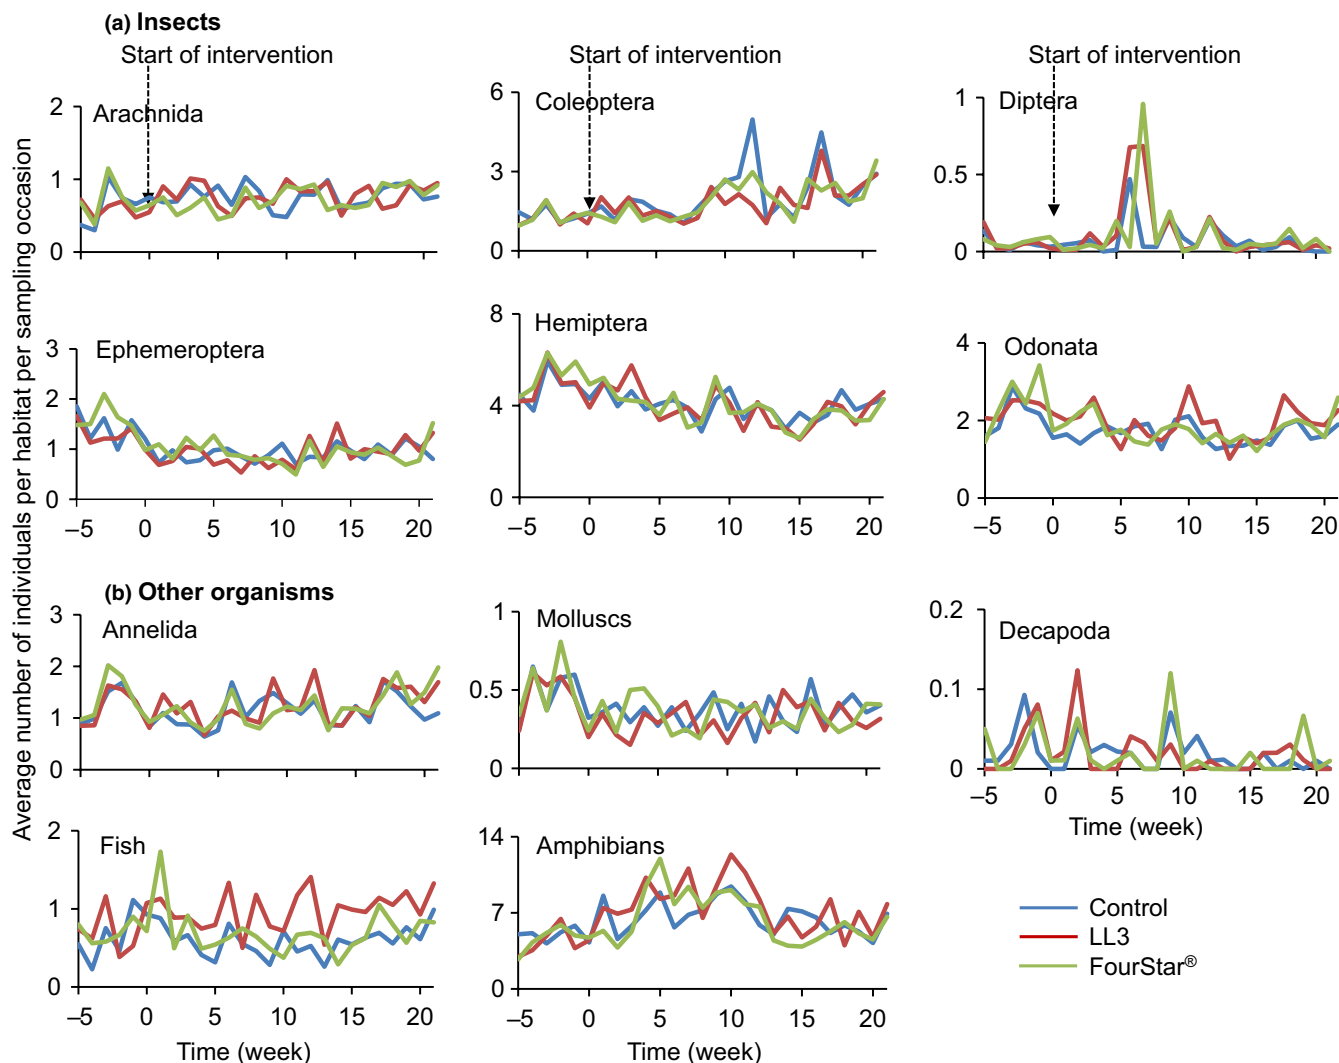 (a) Insects
Start of intervention
Start of intervention
Start of intervention
Average number of individuals per habitat per sampling occasion
Arachnida
2
1
0
Coleoptera
6
3
0
Diptera
1
0.5
0
Ephemeroptera
3
2
1
0
–5 0 5 10 15 20
Hemiptera
8
4
0
–5 0 5 10 15 20
Odonata
4
2
0
–5 0 5 10 15 20
(b) Other organisms
Annelida
3
2
1
0
Molluscs
1
0.5
0
Decapoda
0.2
0.1
0
–5 0 5 10 15 20
Time (week)
Fish
2
1
0
–5 0 5 10 15 20
Time (week)
Amphibians
14
7
0
–5 0 5 10 15 20
Time (week)
Control
LL3
FourStar®